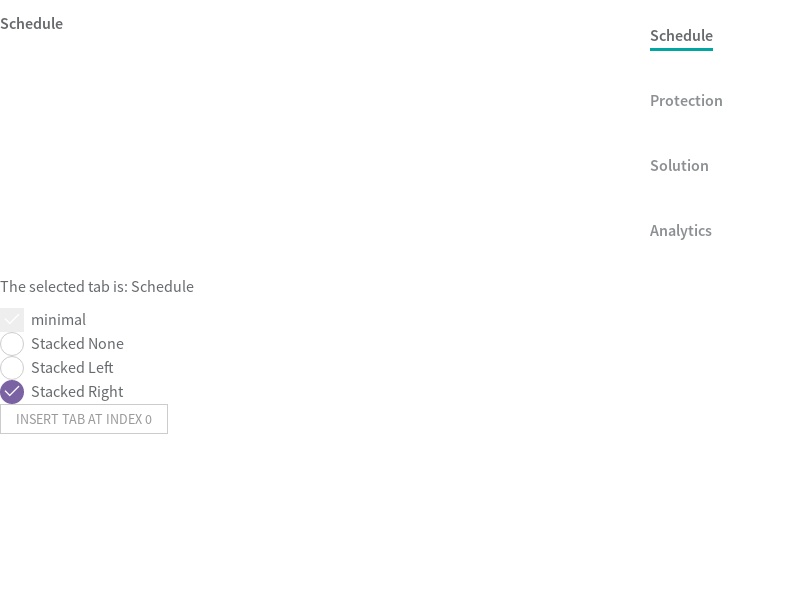 Schedule
Schedule
Protection
Solution
Analytics
The selected tab is: Schedule
minimal
Stacked None
Stacked Left
Stacked Right
INSERT TAB AT INDEX 0